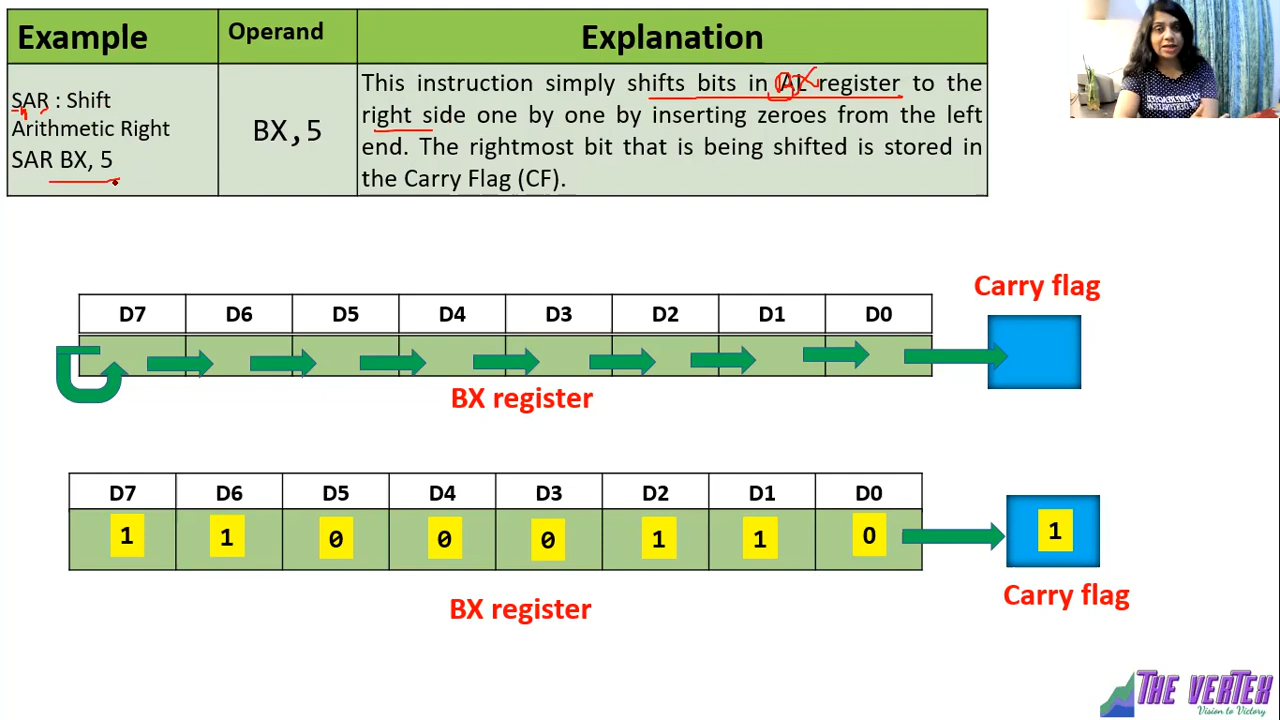 Example
Operand
Explanation
SAR : Shift
Arithmetic Right
SAR BX, 5
BX,5
This instruction simply shifts bits in register to the
right side one by one by inserting zeroes from the left
end. The rightmost bit that is being shifted is stored in
the Carry Flag (CF).
Carry flag
D7 D6 D5 D4 D3 D2 D1 D0
BX register
D7 D6 D5 D4 D3 D2 D1 D0
1 1 0 0 0 1 1 0
1
BX register
Carry flag
THE VERTEX
Vision to Victory